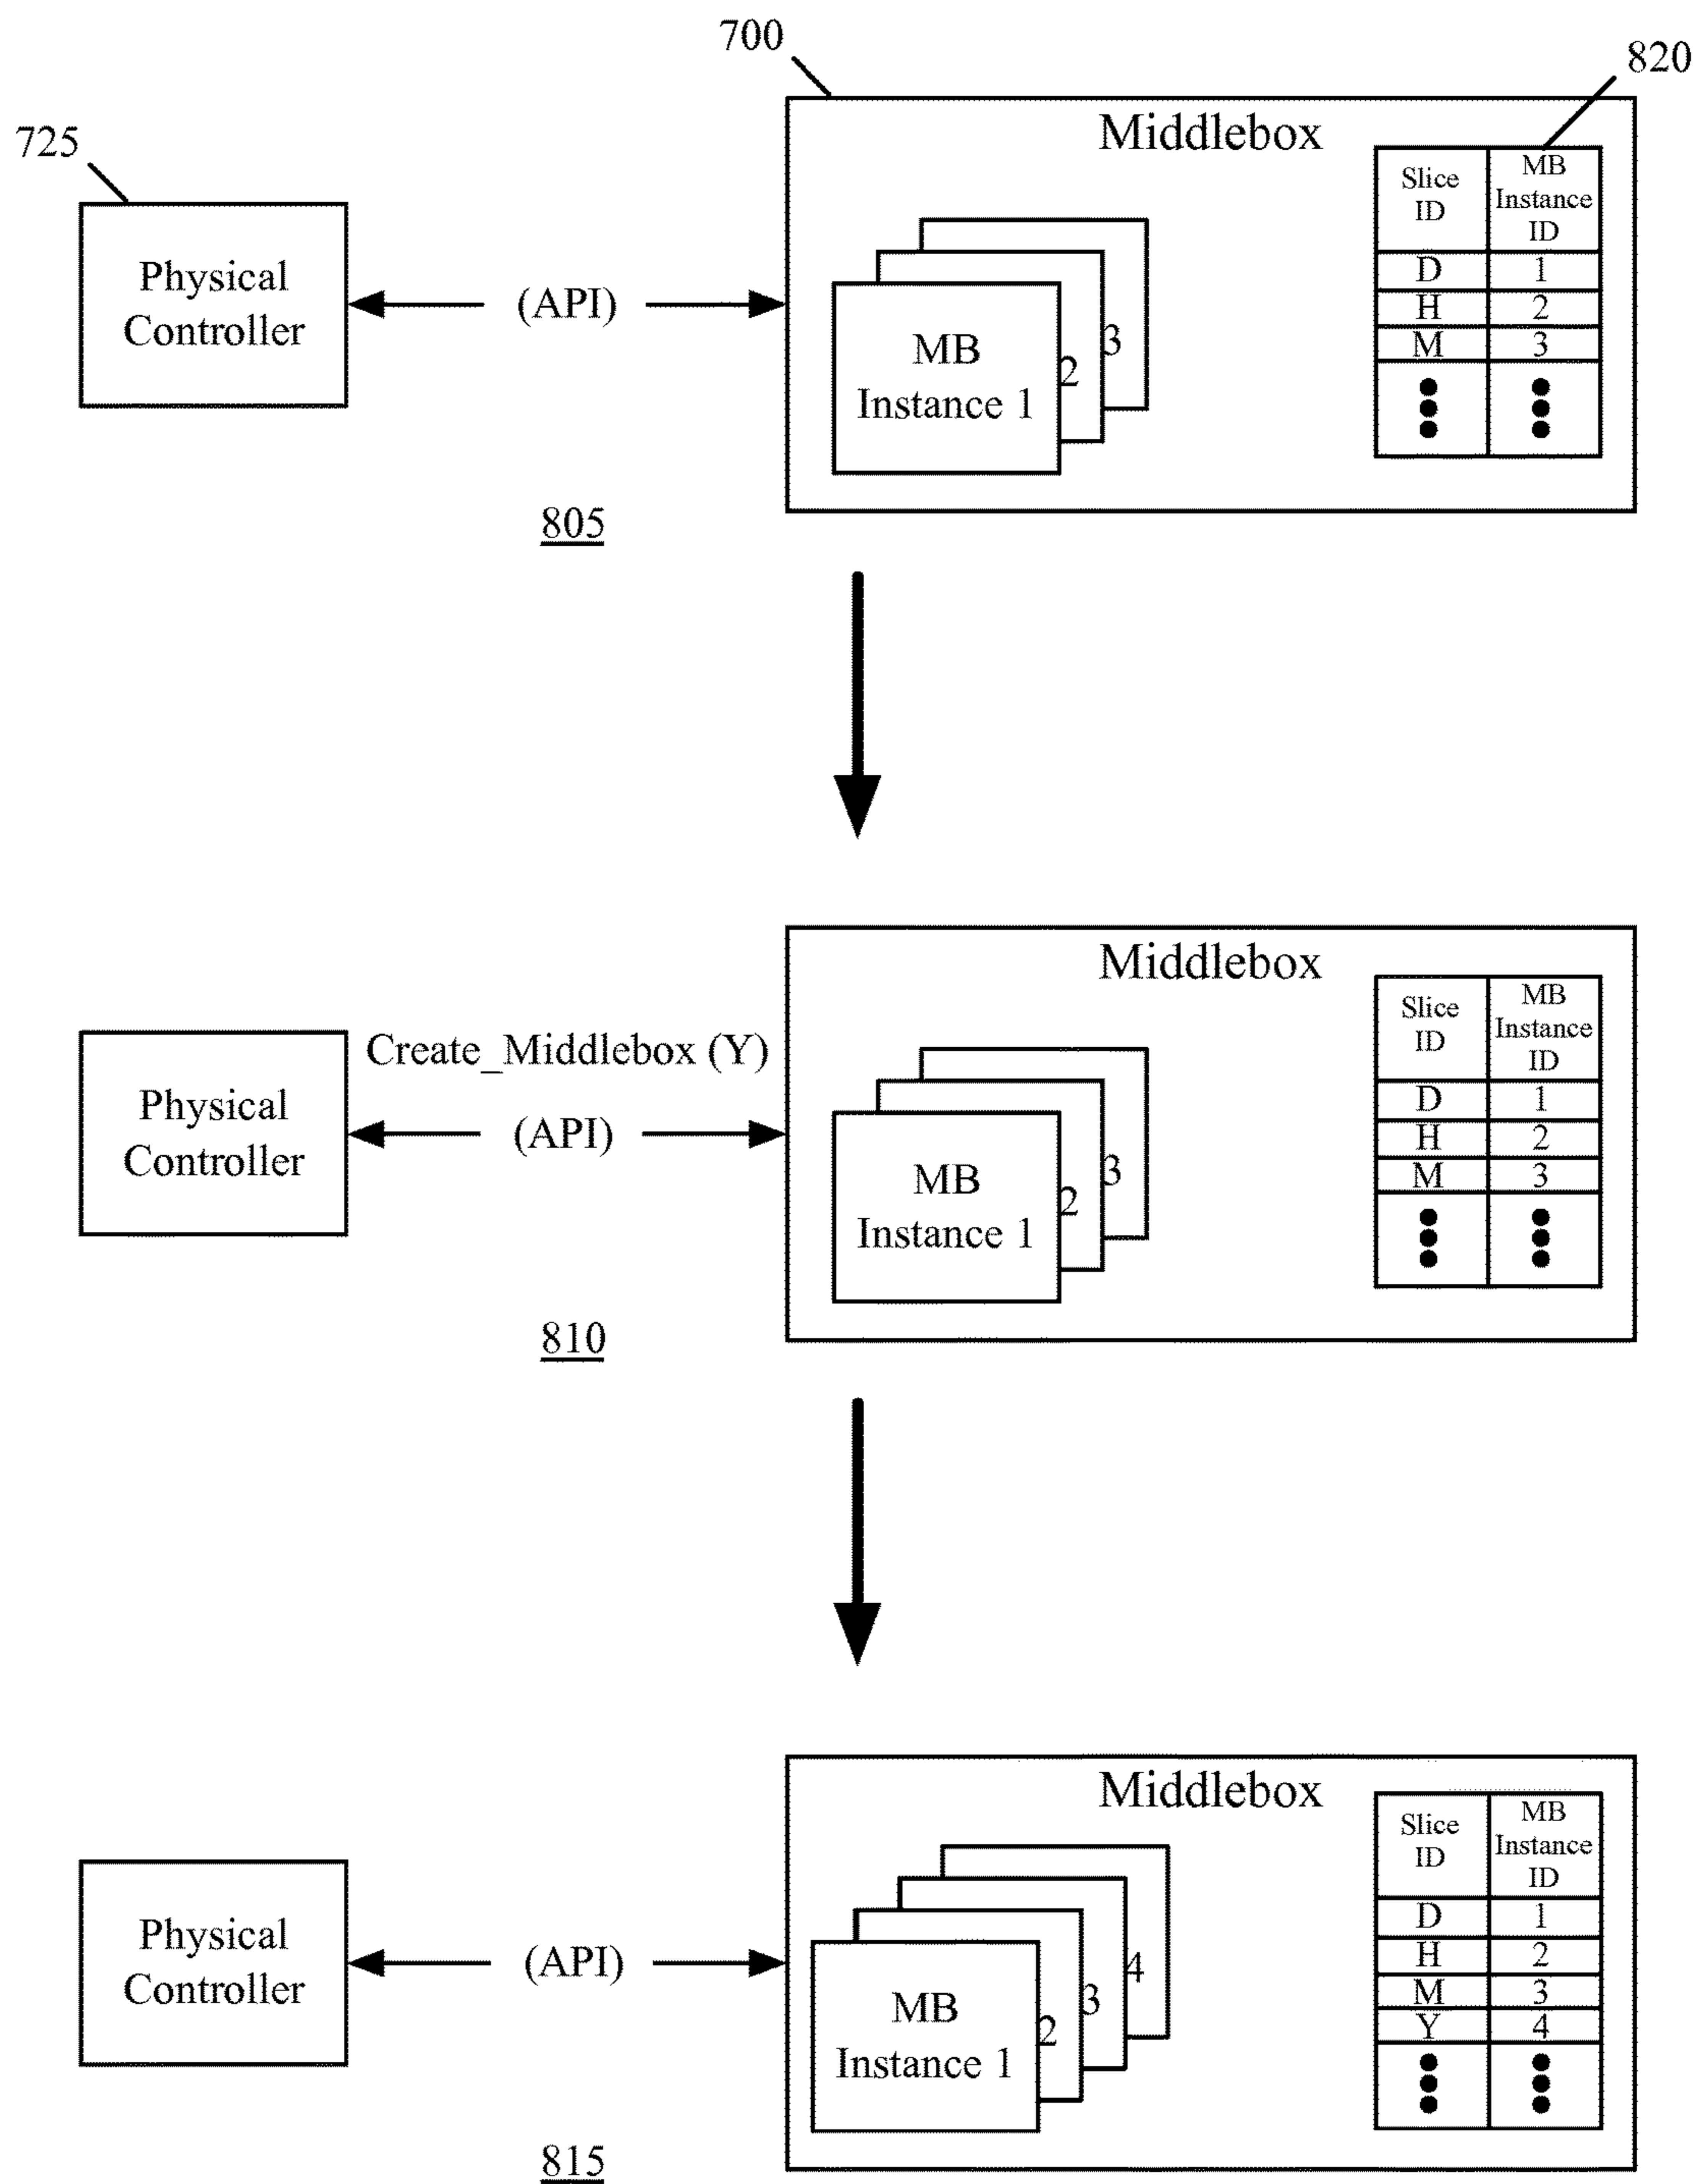 700
820
725
Middlebox
Slice
ID
MB
Instance
ID
D 1
H 2
M 3
Physical
Controller
(API)
MB
Instance 1
2
3
805
Middlebox
Slice
ID
MB
Instance
ID
D 1
H 2
M 3
Create_Middlebox (Y)
Physical
Controller
(API)
MB
Instance 1
2
3
810
Middlebox
Slice
ID
MB
Instance
ID
D 1
H 2
M 3
Y 4
Physical
Controller
(API)
MB
Instance 1
2
3
4
815